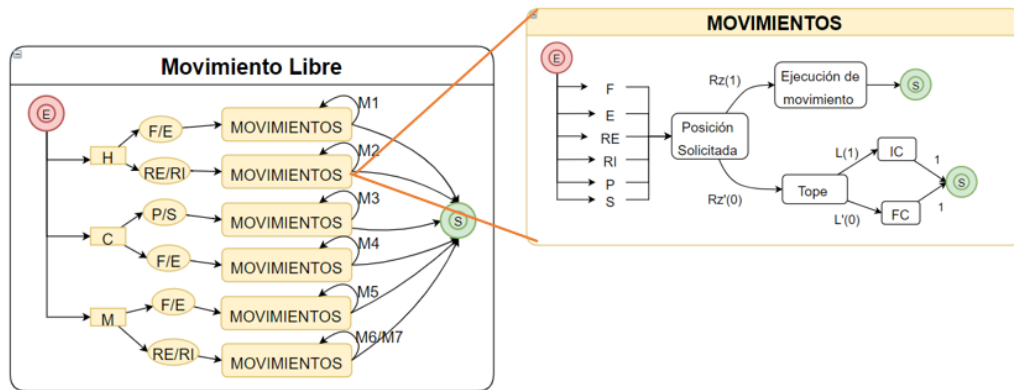 Movimiento Libre
E
H
F/E
MOVIMIENTOS
M1
RE/RI
MOVIMIENTOS
M2
C
P/S
MOVIMIENTOS
M3
F/E
MOVIMIENTOS
M4
M
F/E
MOVIMIENTOS
M5
RE/RI
MOVIMIENTOS
M6/M7
S
MOVIMIENTOS
E
F
E
RE
RI
P
S
Posición
Solicitada
Rz(1)
Ejecución de
movimiento
S
Rz'(0)
Tope
L(1)
IC
1
L'(0)
FC
1
S